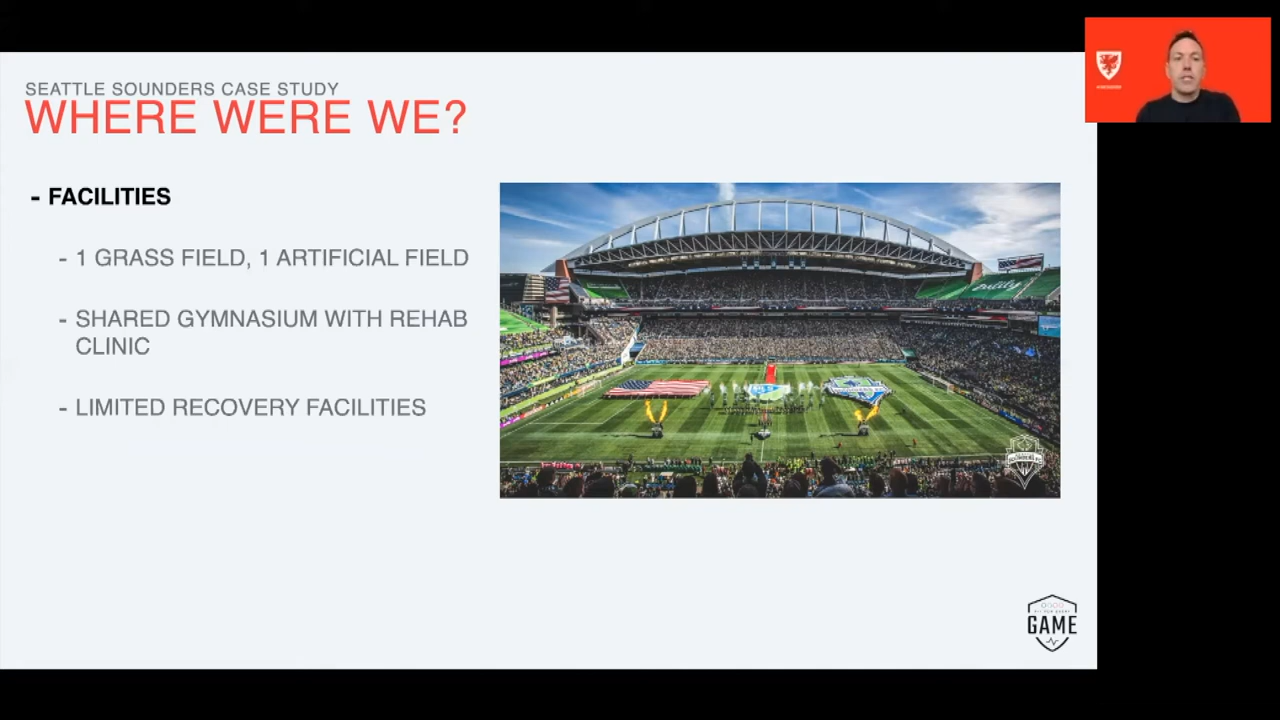 SEATTLE SOUNDERS CASE STUDY
WHERE WERE WE?
- FACILITIES
- 1 GRASS FIELD, 1 ARTIFICIAL FIELD
- SHARED GYMNASIUM WITH REHAB
CLINIC
- LIMITED RECOVERY FACILITIES
GAME